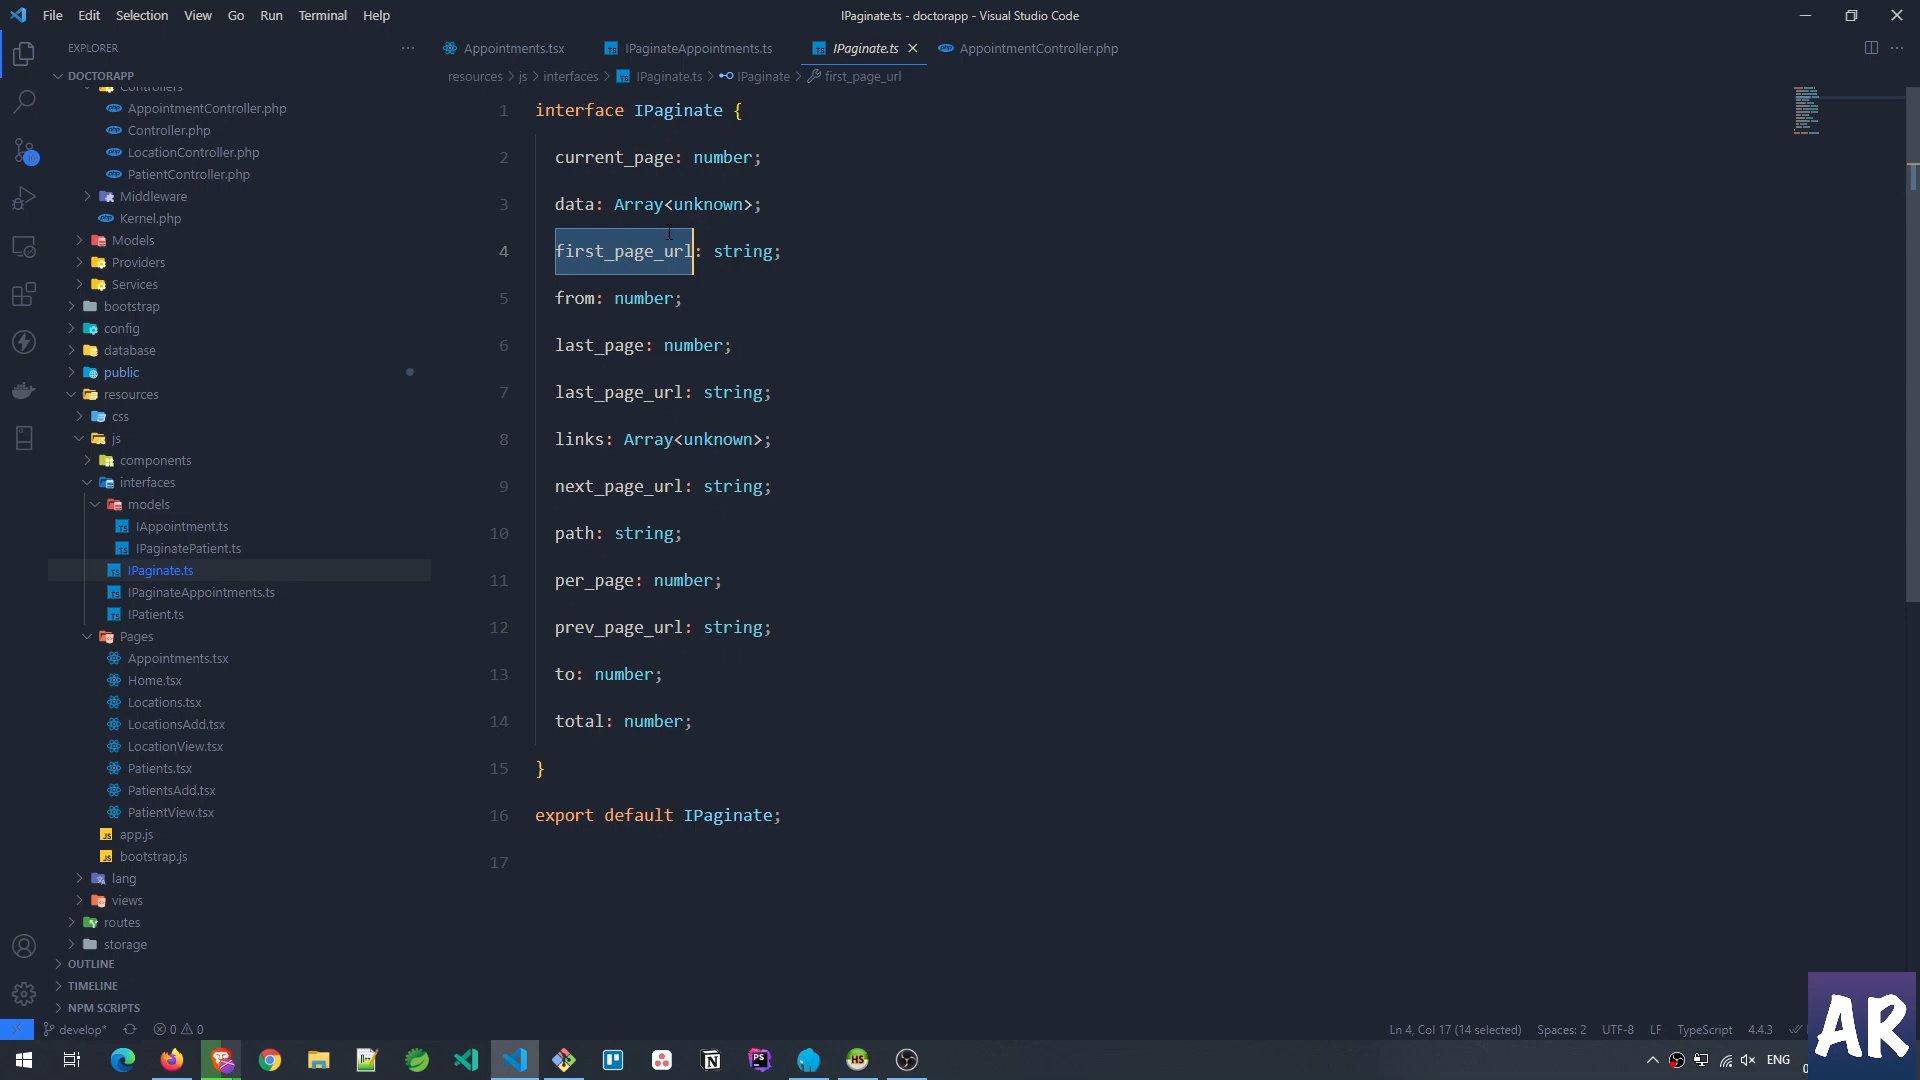 File Edit Selection View Go Run Terminal Help
IPaginate.ts - doctorapp - Visual Studio Code
EXPLORER
Appointments.tsx
IPaginateAppointments.ts
IPaginate.ts
AppointmentController.php
DOCTORAPP
resources > js > interfaces > IPaginate.ts > IPaginate > first_page_url
Controllers
AppointmentController.php
Controller.php
LocationController.php
PatientController.php
Middleware
Kernel.php
Models
Providers
Services
bootstrap
config
database
public
resources
css
js
components
interfaces
models
IAppointment.ts
IPaginatePatient.ts
IPaginate.ts
IPaginateAppointments.ts
IPatient.ts
Pages
Appointments.tsx
Home.tsx
Locations.tsx
LocationsAdd.tsx
LocationView.tsx
Patients.tsx
PatientsAdd.tsx
PatientView.tsx
app.js
bootstrap.js
lang
views
routes
storage
OUTLINE
TIMELINE
NPM SCRIPTS
1 interface IPaginate {
2 current_page: number;
3 data: Array<unknown>;
4 first_page_url: string;
5 from: number;
6 last_page: number;
7 last_page_url: string;
8 links: Array<unknown>;
9 next_page_url: string;
10 path: string;
11 per_page: number;
12 prev_page_url: string;
13 to: number;
14 total: number;
15 }
16 export default IPaginate;
17
develop* 0 0
Ln 4, Col 17 (14 selected) Spaces: 2 UTF-8 LF TypeScript 4.4.3
ENG
AR